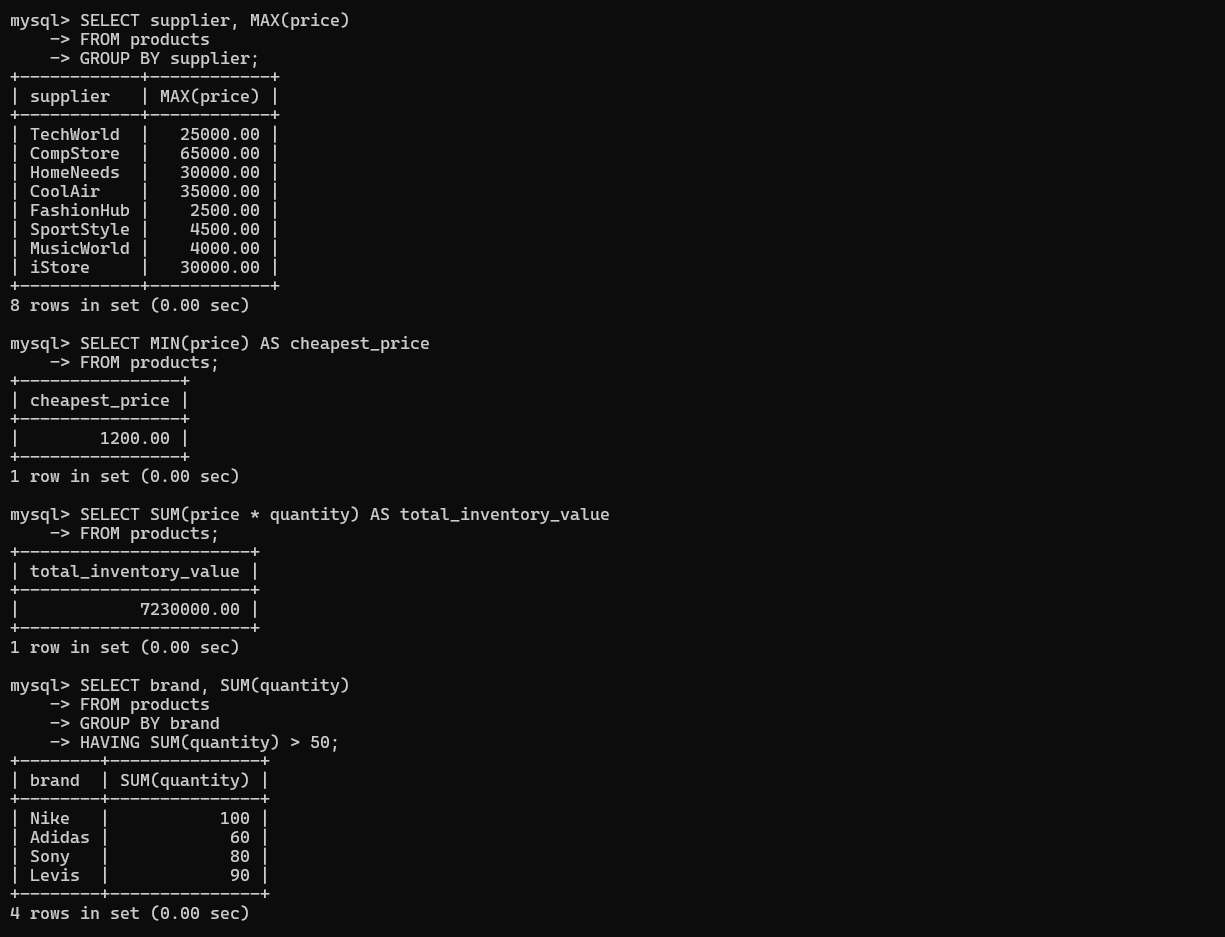 mysql> SELECT supplier, MAX(price)
    -> FROM products
    -> GROUP BY supplier;
+------------+------------+
| supplier   | MAX(price) |
+------------+------------+
| TechWorld  |   25000.00 |
| CompStore  |   65000.00 |
| HomeNeeds  |   30000.00 |
| CoolAir    |   35000.00 |
| FashionHub |    2500.00 |
| SportStyle |    4500.00 |
| MusicWorld |    4000.00 |
| iStore     |   30000.00 |
+------------+------------+
8 rows in set (0.00 sec)

mysql> SELECT MIN(price) AS cheapest_price
    -> FROM products;
+----------------+
| cheapest_price |
+----------------+
|        1200.00 |
+----------------+
1 row in set (0.00 sec)

mysql> SELECT SUM(price * quantity) AS total_inventory_value
    -> FROM products;
+-----------------------+
| total_inventory_value |
+-----------------------+
|            7230000.00 |
+-----------------------+
1 row in set (0.00 sec)

mysql> SELECT brand, SUM(quantity)
    -> FROM products
    -> GROUP BY brand
    -> HAVING SUM(quantity) > 50;
+--------+---------------+
| brand  | SUM(quantity) |
+--------+---------------+
| Nike   |           100 |
| Adidas |            60 |
| Sony   |            80 |
| Levis  |            90 |
+--------+---------------+
4 rows in set (0.00 sec)